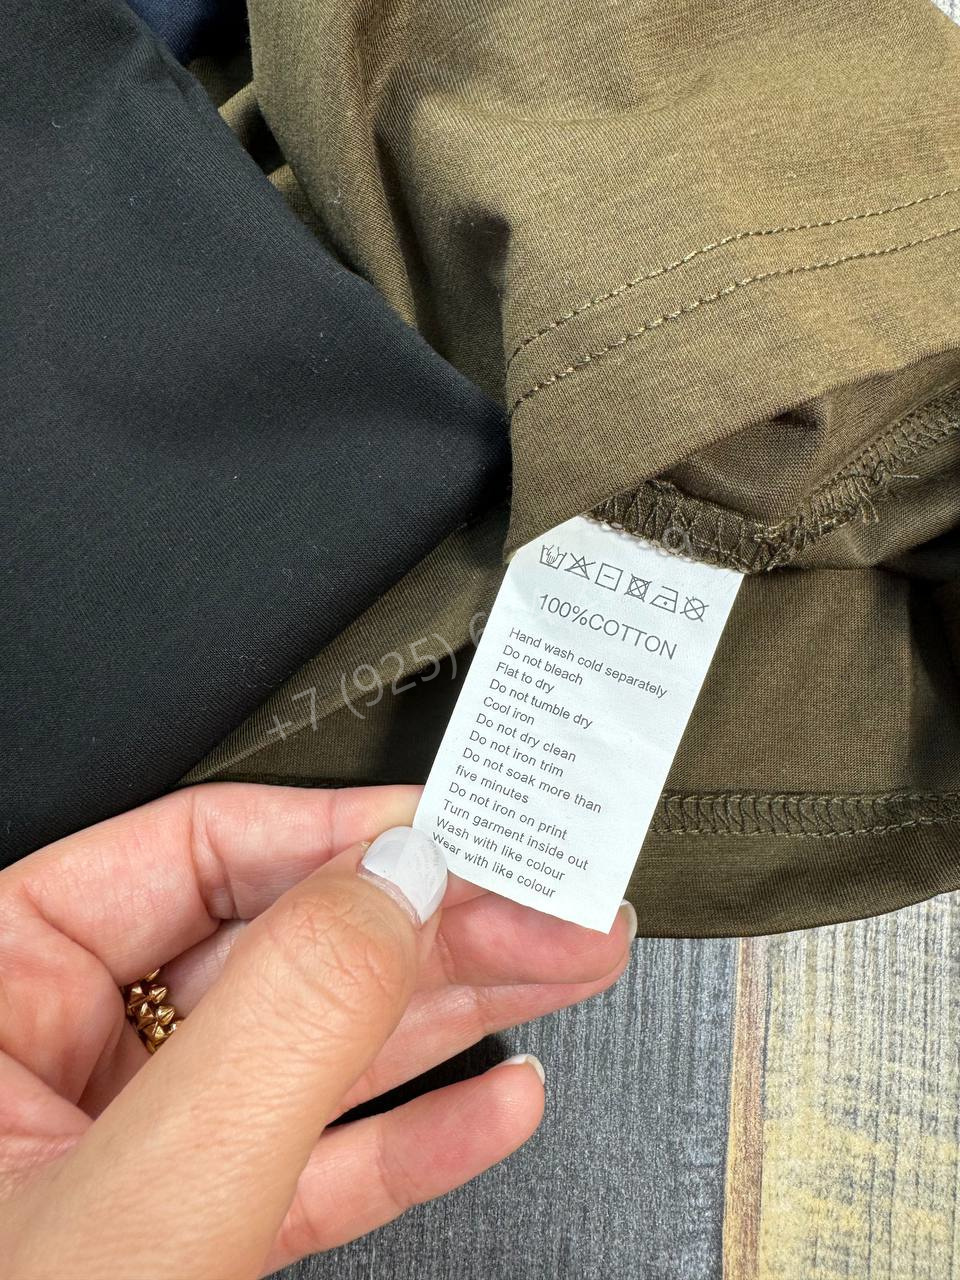 100%COTTON
Hand wash cold separately
Do not bleach
Flat to dry
Do not tumble dry
Cool iron
Do not dry clean
Do not iron trim
Do not soak more than
five minutes
Do not iron on print
Turn garment inside out
Wash with like colour
Wear with like colour
+7 (925)